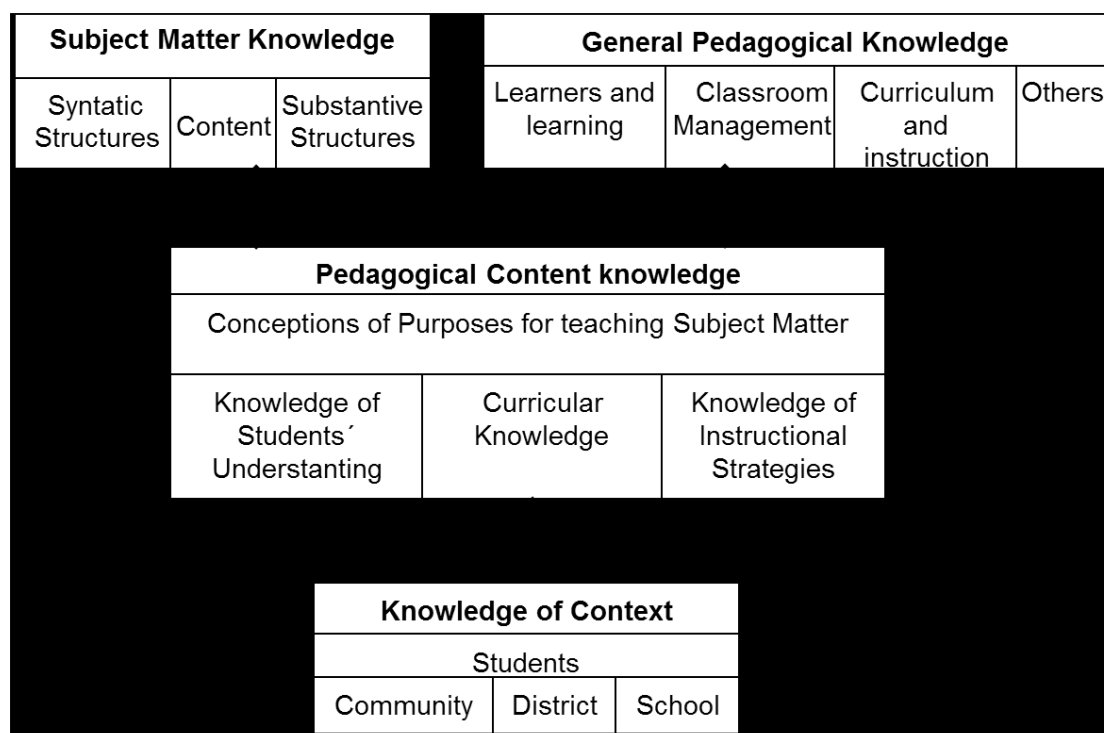 Subject Matter Knowledge
Syntatic
Structures
Content
Substantive
Structures
General Pedagogical Knowledge
Learners and
learning
Classroom
Management
Curriculum
and
instruction
Others
Pedagogical Content knowledge
Conceptions of Purposes for teaching Subject Matter
Knowledge of
Students´
Understanting
Curricular
Knowledge
Knowledge of
Instructional
Strategies
Knowledge of Context
Students
Community
District
School